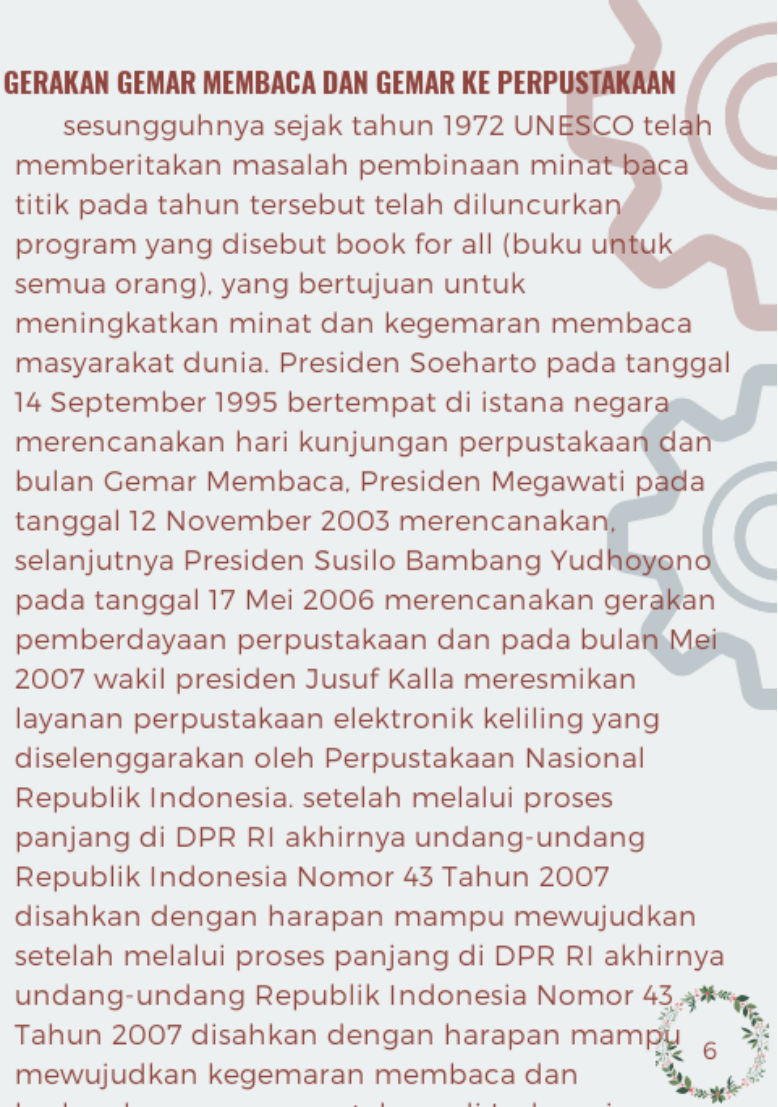 GERAKAN GEMAR MEMBACA DAN GEMAR KE PERPUSTAKAAN
sesungguhnya sejak tahun 1972 UNESCO telah
memberitakan masalah pembinaan minat baca
titik pada tahun tersebut telah diluncurkan
program yang disebut book for all (buku untuk
semua orang), yang bertujuan untuk
meningkatkan minat dan kegemaran membaca
masyarakat dunia. Presiden Soeharto pada tanggal
14 September 1995 bertempat di istana negara
merencanakan hari kunjungan perpustakaan dan
bulan Gemar Membaca, Presiden Megawati pada
tanggal 12 November 2003 merencanakan,
selanjutnya Presiden Susilo Bambang Yudhoyono
pada tanggal 17 Mei 2006 merencanakan gerakan
pemberdayaan perpustakaan dan pada bulan Mei
2007 wakil presiden Jusuf Kalla meresmikan
layanan perpustakaan elektronik keliling yang
diselenggarakan oleh Perpustakaan Nasional
Republik Indonesia. setelah melalui proses
panjang di DPR RI akhirnya undang-undang
Republik Indonesia Nomor 43 Tahun 2007
disahkan dengan harapan mampu mewujudkan
setelah melalui proses panjang di DPR RI akhirnya
undang-undang Republik Indonesia Nomor 43
Tahun 2007 disahkan dengan harapan mampu
mewujudkan kegemaran membaca dan
6